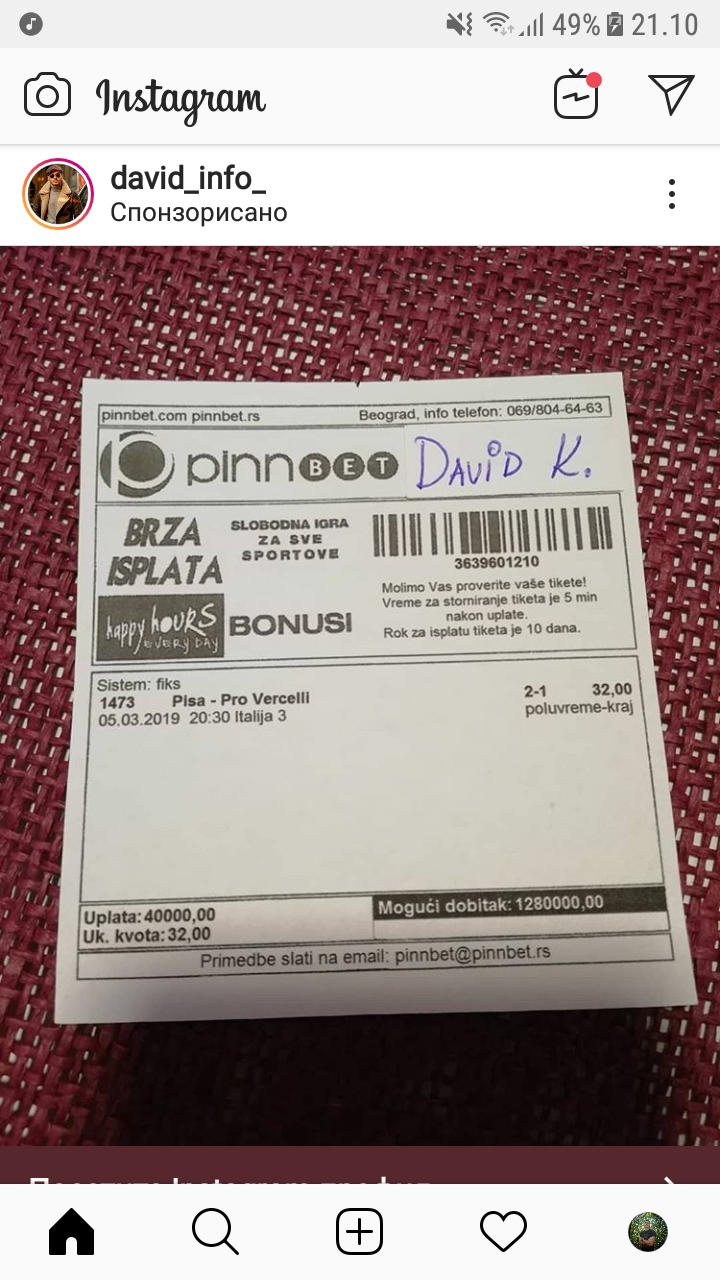 49% 21.10
Instagram
david_info_
Спонзорисано
pinnbet.com pinnbet.rs Beograd, info telefon: 069/804-64-63
pinnBET DAViD K.
BRZA
ISPLATA
SLOBODNA IGRA
ZA SVE
SPORTOVE
happy hOURS
EVERY DAY
BONUSI
3639601210
Molimo Vas proverite vaše tikete!
Vreme za storniranje tiketa je 5 min
nakon uplate.
Rok za isplatu tiketa je 10 dana.
Sistem: fiks
1473 Pisa - Pro Vercelli 2-1 32,00
05.03.2019 20:30 Italija 3 poluvreme-kraj
Uplata: 40000,00
Uk. kvota: 32,00
Mogući dobitak: 1280000,00
Primedbe slati na email: pinnbet@pinnbet.rs